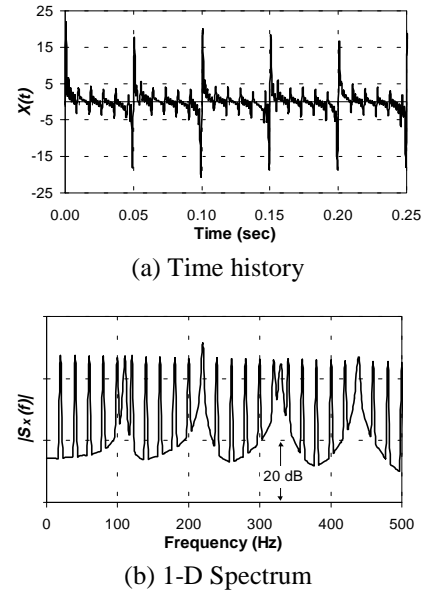 25
15
5
-5
-15
-25
X(t)
0.00 0.05 0.10 0.15 0.20 0.25
Time (sec)
(a) Time history
|Sx(f)|
20 dB
0 100 200 300 400 500
Frequency (Hz)
(b) 1-D Spectrum